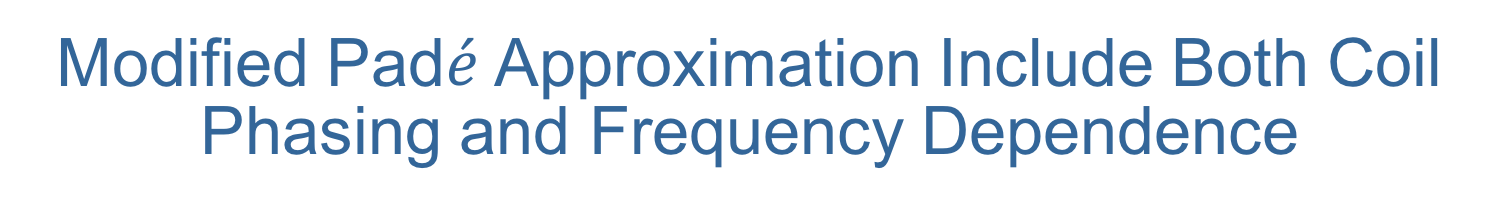 Modified Padé Approximation Include Both Coil
Phasing and Frequency Dependence